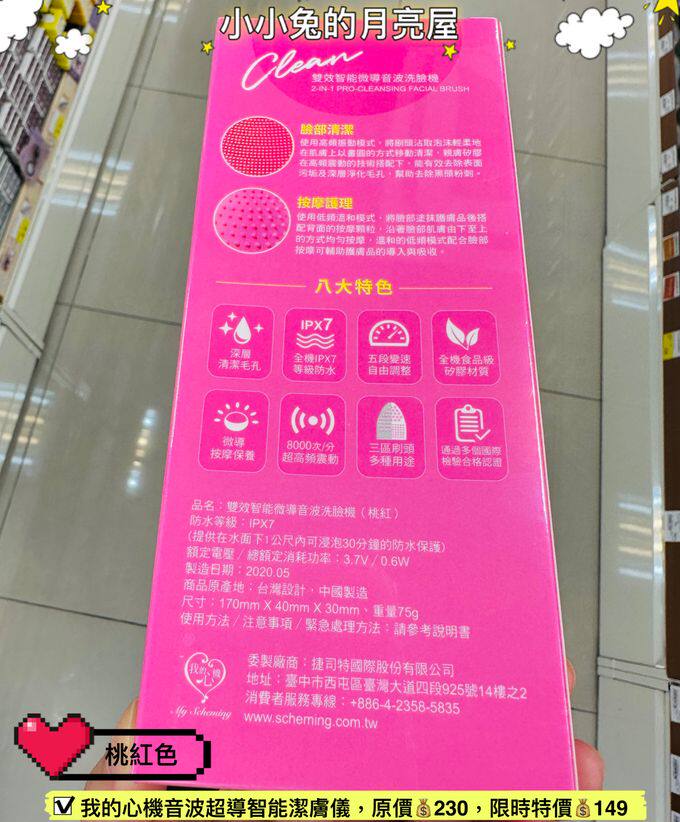 小小兔的月亮屋
Clean
雙效智能微導音波洗臉機
2-IN-1 PRO-CLEANSING FACIAL BRUSH
臉部清潔
使用高頻振動模式，將刷頭沾取泡沫輕柔地
在肌膚上以畫圓的方式移動清潔，親膚矽膠
在高頻震動的技術搭配下，能有效去除表面
污垢及深層淨化毛孔，幫助去除黑頭粉刺。
按摩護理
使用低頻溫和模式，將臉部塗抹護膚品後搭
配背面的按摩顆粒，沿著臉部肌膚由下至上
的方式均勻按摩，溫和的低頻模式配合臉部
按摩可輔助護膚品的導入與吸收。
八大特色
深層
清潔毛孔
IPX7
全機IPX7
等級防水
五段變速
自由調整
全機食品級
矽膠材質
微導
按摩保養
8000次/分
超高頻震動
三區刷頭
多種用途
通過多個國際
檢驗合格認證
品名：雙效智能微導音波洗臉機（桃紅）
防水等級：IPX7
(提供在水面下1公尺內可浸泡30分鐘的防水保護)
額定電壓／總額定消耗功率：3.7V／0.6W
製造日期：2020.05
商品原產地：台灣設計，中國製造
尺寸：170mm X 40mm X 30mm、重量75g
使用方法／注意事項／緊急處理方法：請參考說明書
我的心機
My Scheming
委製廠商：捷司特國際股份有限公司
地址：臺中市西屯區臺灣大道四段925號14樓之2
消費者服務專線：+886-4-2358-5835
www.scheming.com.tw
桃紅色
☑我的心機音波超導智能潔膚儀，原價💰230，限時特價💰149